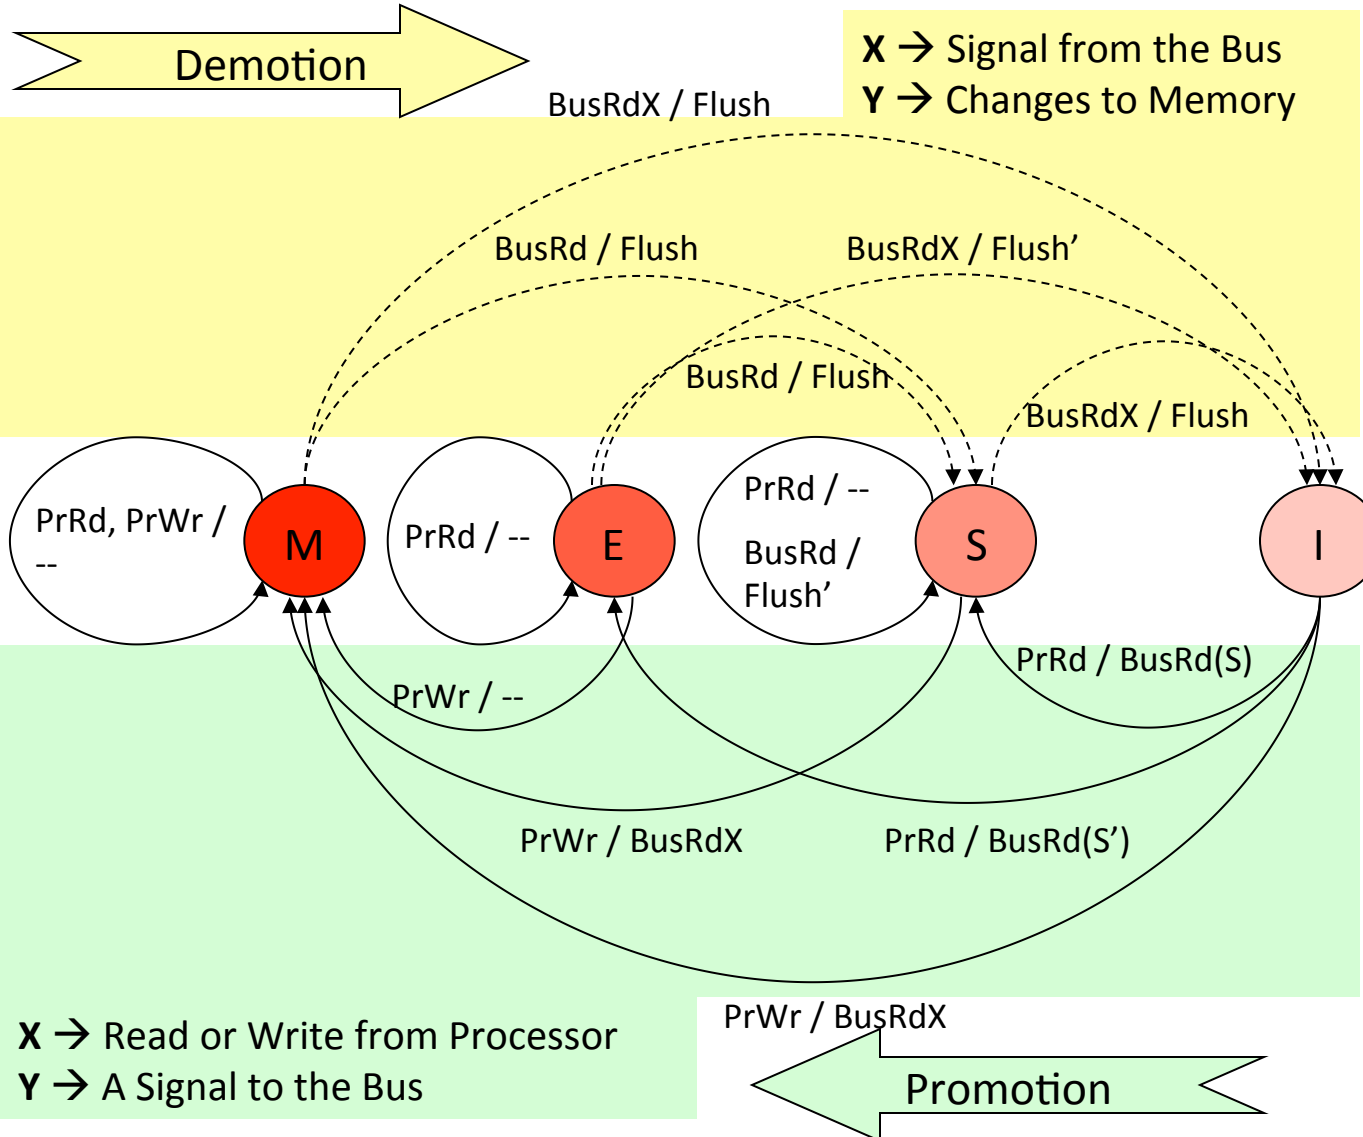 Demotion
X → Signal from the Bus
Y → Changes to Memory
BusRdX / Flush
BusRd / Flush
BusRdX / Flush’
BusRd / Flush
BusRdX / Flush
PrRd, PrWr /
--
M
PrRd / --
E
PrRd / --
BusRd /
Flush’
S
I
PrRd / BusRd(S)
PrWr / --
PrWr / BusRdX
PrRd / BusRd(S’)
PrWr / BusRdX
X → Read or Write from Processor
Y → A Signal to the Bus
Promotion